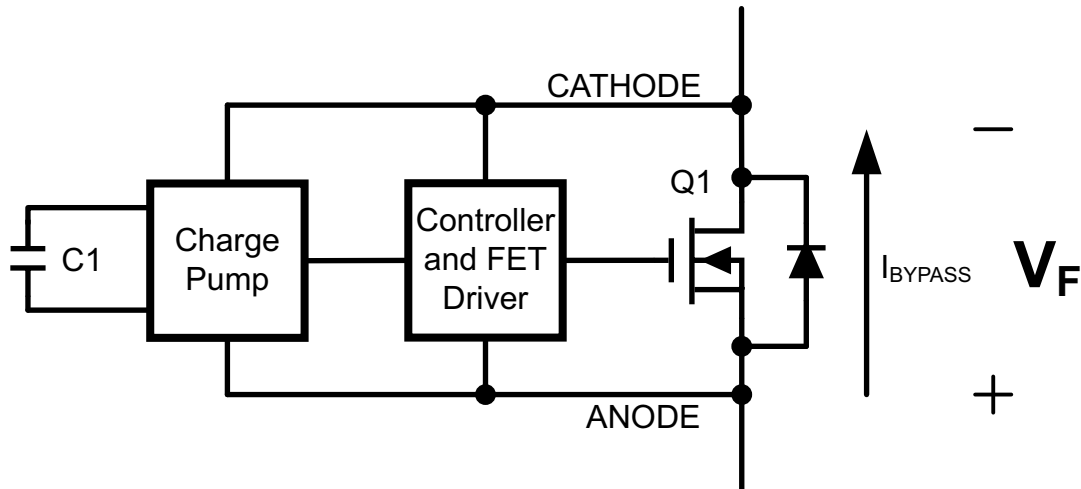 CATHODE
Q1
Charge
Pump
Controller
and FET
Driver
C1
I_BYPASS
–
V_F
+
ANODE